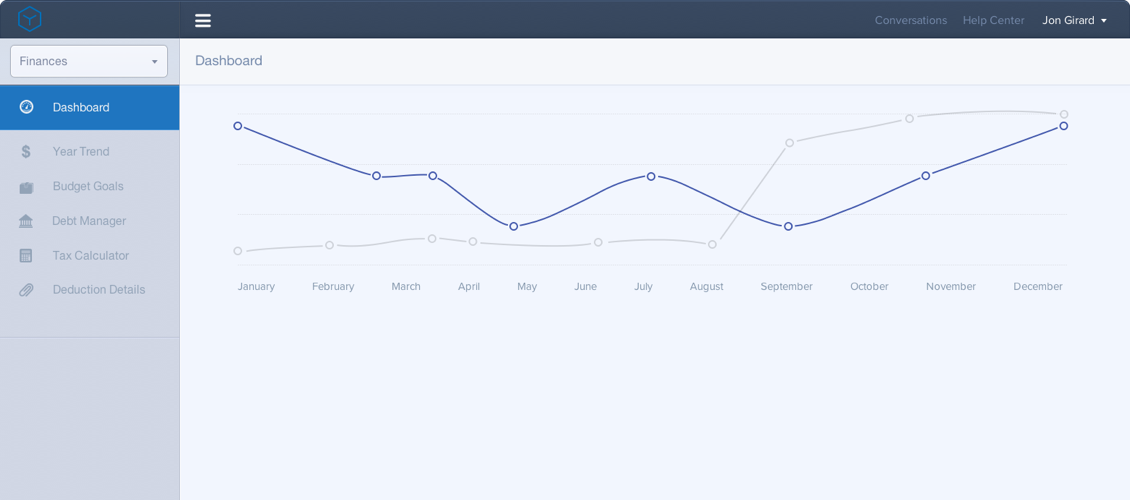 Conversations Help Center Jon Girard
Finances
Dashboard
Dashboard
Year Trend
Budget Goals
Debt Manager
Tax Calculator
Deduction Details
January February March April May June July August September October November December